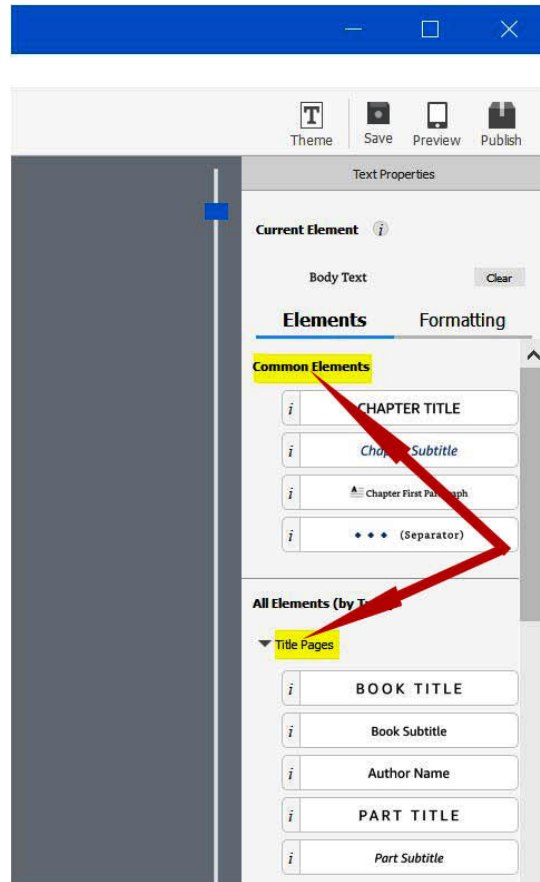 Theme Save Preview Publish
Text Properties
Current Element i
Body Text Clear
Elements Formatting
Common Elements
i CHAPTER TITLE
i Chapter Subtitle
i A Chapter First Paragraph
i (Separator)
All Elements (by Type)
Title Pages
i BOOK TITLE
i Book Subtitle
i Author Name
i PART TITLE
i Part Subtitle